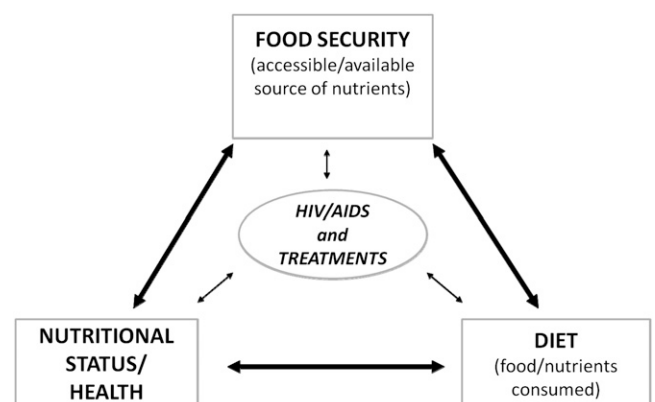 FOOD SECURITY
(accessible/available
source of nutrients)
HIV/AIDS
and
TREATMENTS
NUTRITIONAL
STATUS/
HEALTH
DIET
(food/nutrients
consumed)